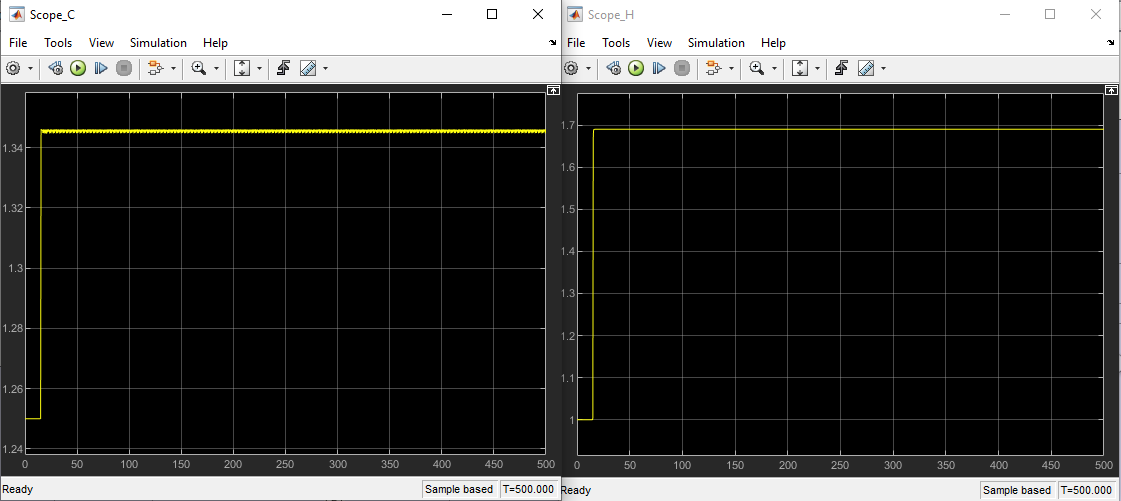 Scope_C
File Tools View Simulation Help
1.34
1.32
1.3
1.28
1.26
1.24
0 50 100 150 200 250 300 350 400 450 500
Ready Sample based T=500.000
Scope_H
File Tools View Simulation Help
1.7
1.6
1.5
1.4
1.3
1.2
1.1
1
0 50 100 150 200 250 300 350 400 450 500
Ready Sample based T=500.000